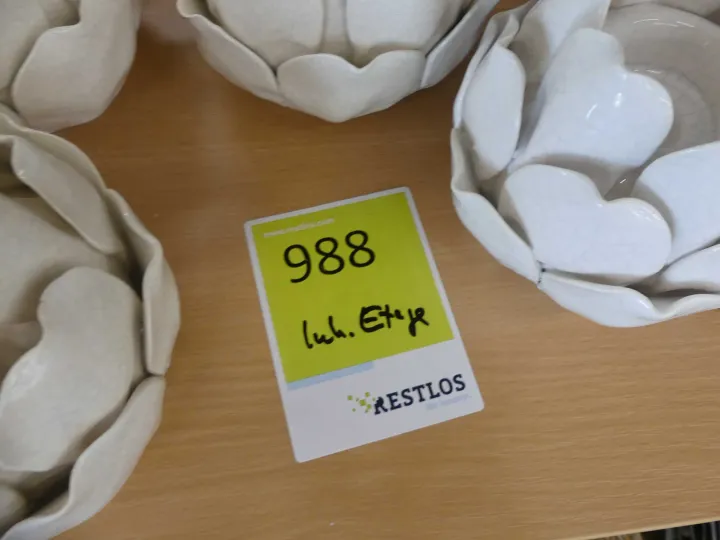 988
Inh. Etage
RESTLOS